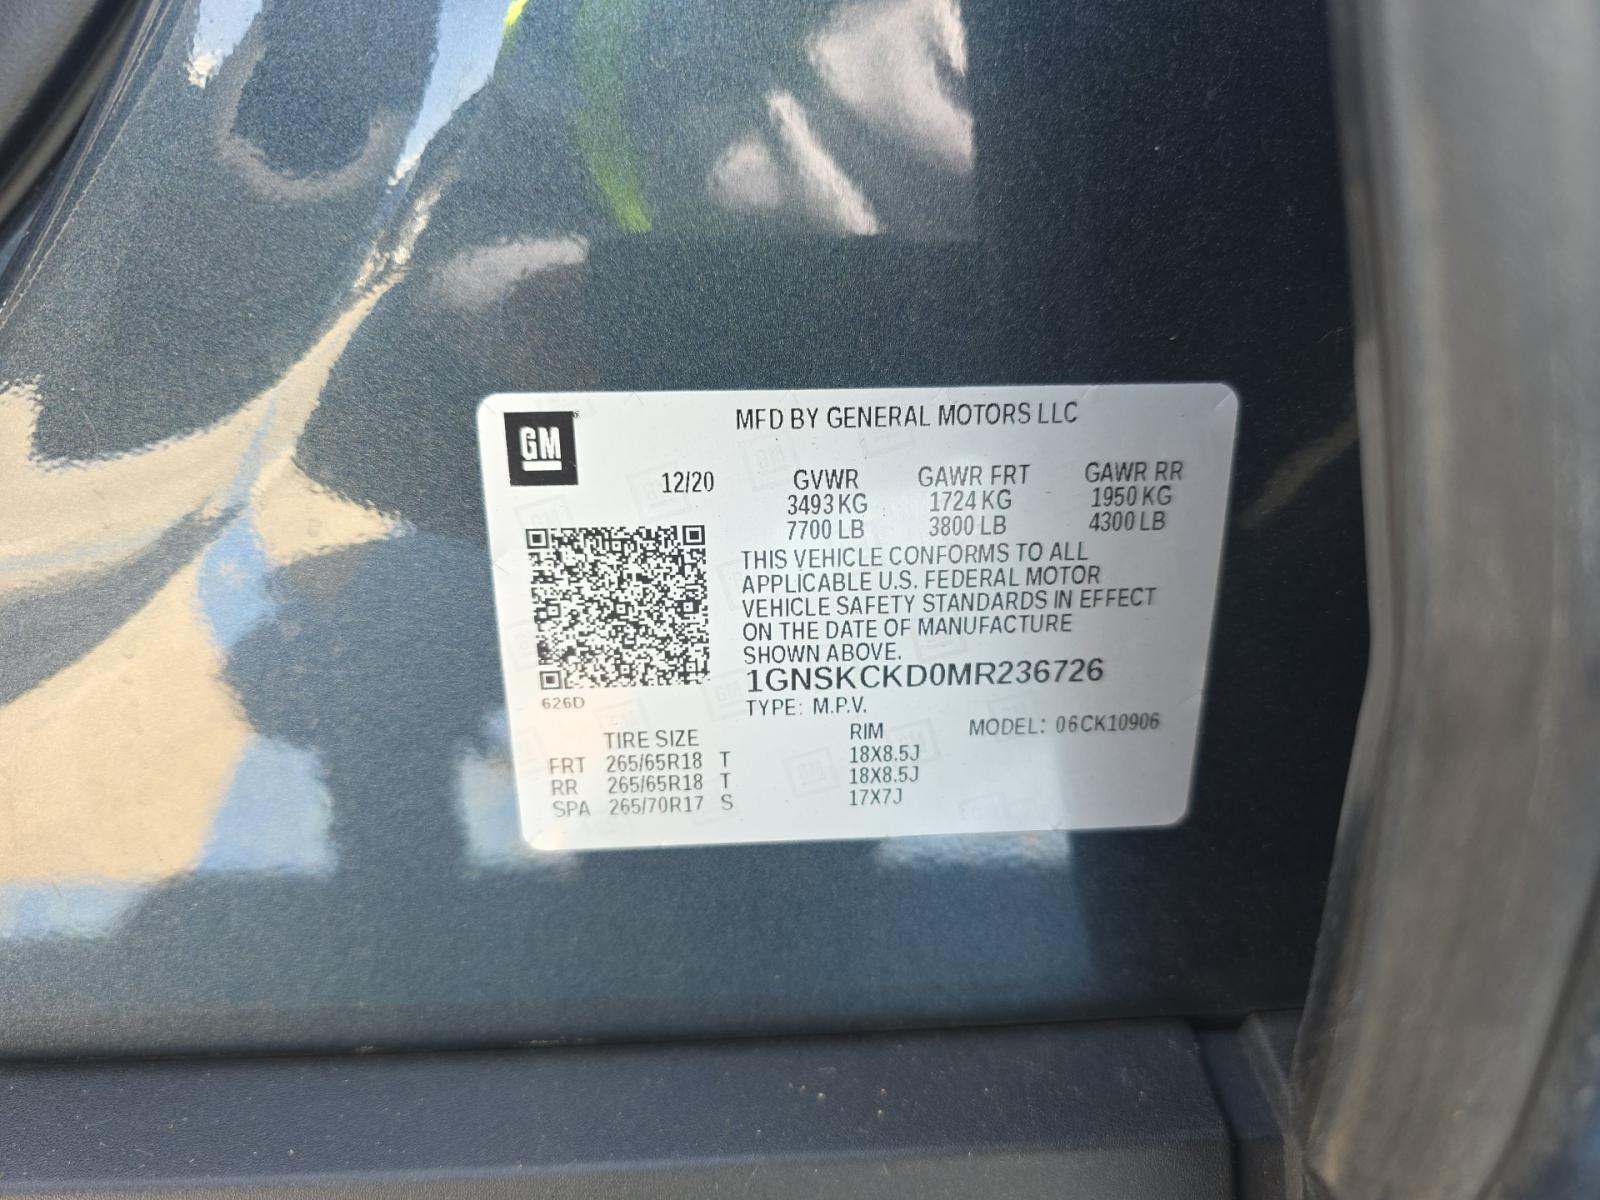 GM
MFD BY GENERAL MOTORS LLC
12/20 GVWR GAWR FRT GAWR RR
3493 KG 1724 KG 1950 KG
7700 LB 3800 LB 4300 LB
THIS VEHICLE CONFORMS TO ALL
APPLICABLE U.S. FEDERAL MOTOR
VEHICLE SAFETY STANDARDS IN EFFECT
ON THE DATE OF MANUFACTURE
SHOWN ABOVE.
1GNSKCKD0MR236726
626D
TYPE: M.P.V.
TIRE SIZE RIM MODEL: 06CK10906
FRT 265/65R18 T 18X8.5J
RR 265/65R18 T 18X8.5J
SPA 265/70R17 S 17X7J